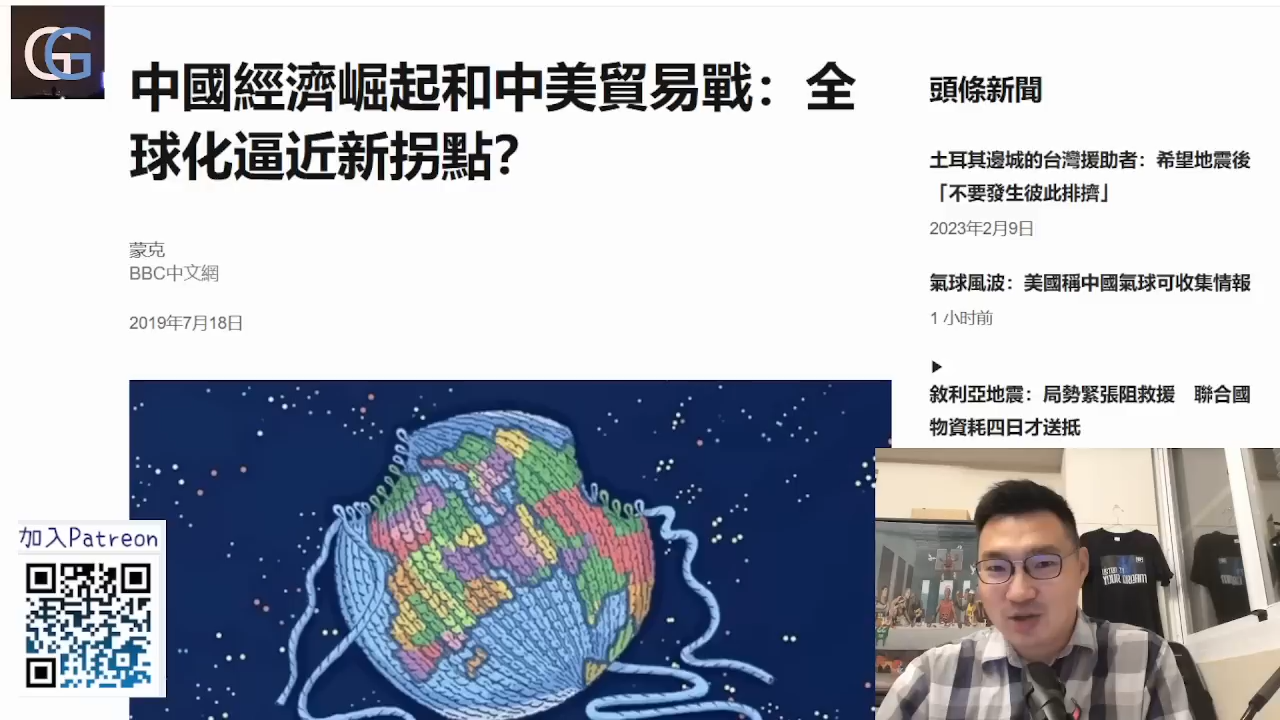 GG
中國經濟崛起和中美貿易戰：全
球化逼近新拐點？
蒙克
BBC中文網
2019年7月18日
頭條新聞
土耳其邊城的台灣援助者：希望地震後
「不要發生彼此排擠」
2023年2月9日
氣球風波：美國稱中國氣球可收集情報
1 小时前
敘利亞地震：局勢緊張阻救援　聯合國
物資耗四日才送抵
加入Patreon